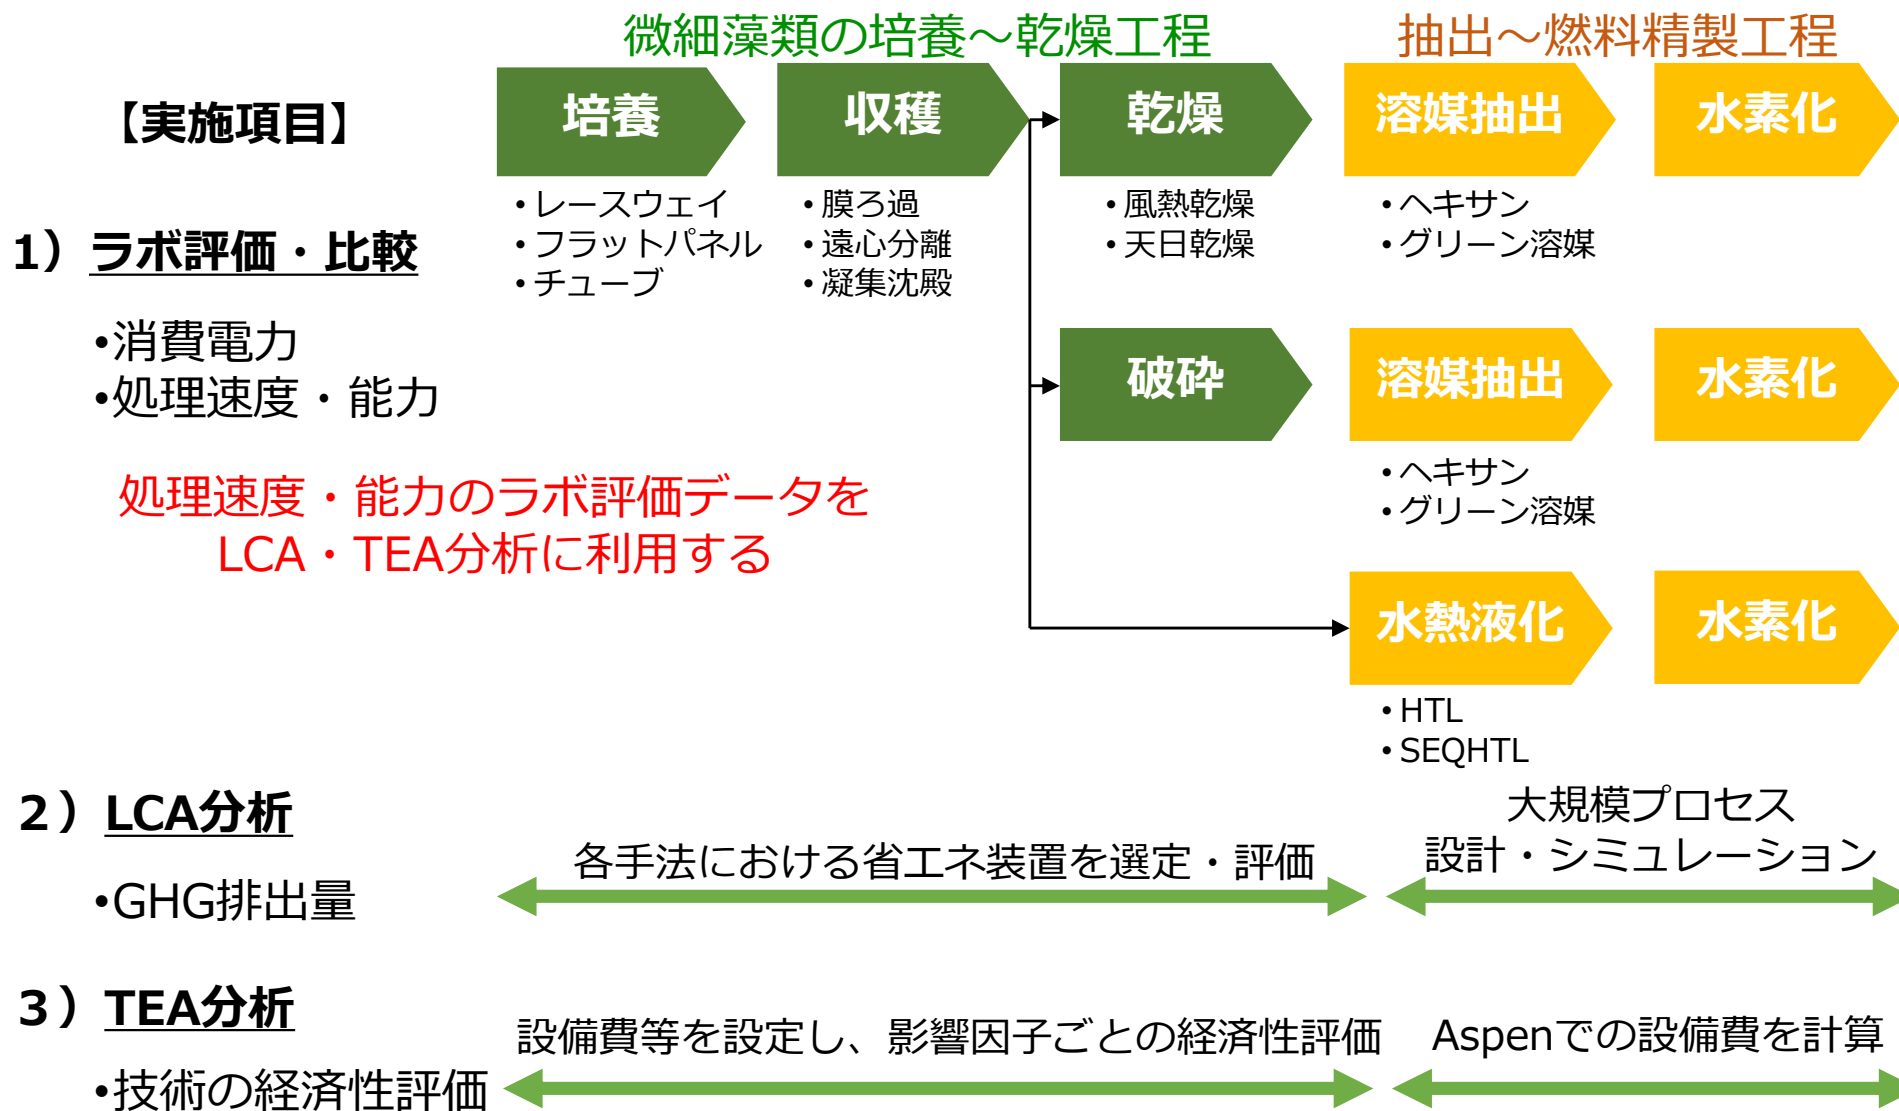 微細藻類の培養～乾燥工程
抽出～燃料精製工程
【実施項目】
培養
収穫
乾燥
溶媒抽出
水素化
•レースウェイ
•フラットパネル
•チューブ
•膜ろ過
•遠心分離
•凝集沈殿
•風熱乾燥
•天日乾燥
•ヘキサン
•グリーン溶媒
1）ラボ評価・比較
•消費電力
•処理速度・能力
破砕
溶媒抽出
水素化
•ヘキサン
•グリーン溶媒
処理速度・能力のラボ評価データを
LCA・TEA分析に利用する
水熱液化
水素化
•HTL
•SEQHTL
２）LCA分析
•GHG排出量
各手法における省エネ装置を選定・評価
大規模プロセス
設計・シミュレーション
３）TEA分析
•技術の経済性評価
設備費等を設定し、影響因子ごとの経済性評価
Aspenでの設備費を計算